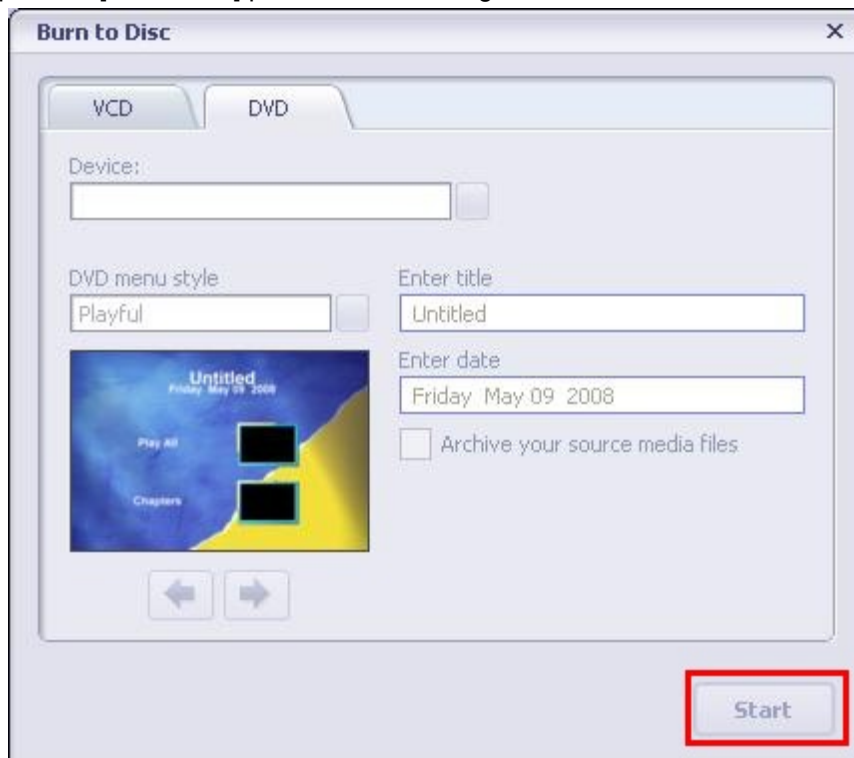 Burn to Disc
VCD DVD
Device:
DVD menu style Enter title
Playful Untitled
Untitled
Friday May 09 2008
Enter date
Friday May 09 2008
Play All
Archive your source media files
Chapters
Start